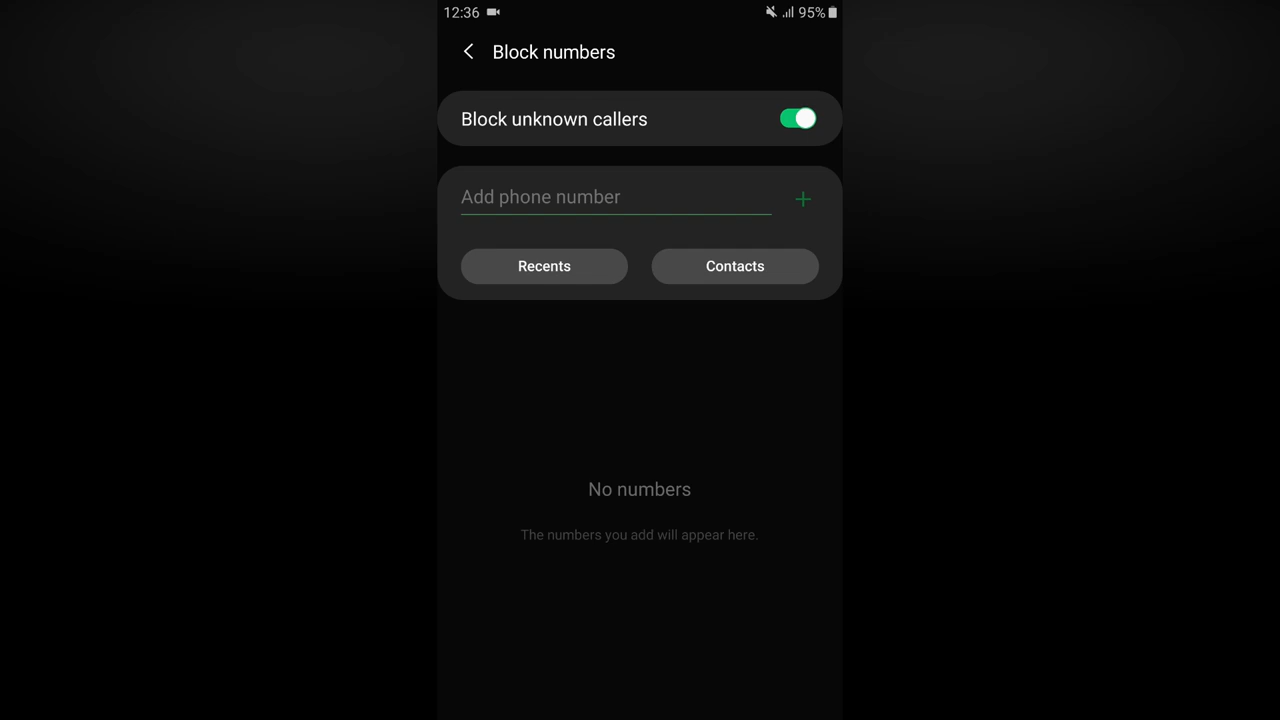 12:36 95%
Block numbers
Block unknown callers
Add phone number
Recents Contacts
No numbers
The numbers you add will appear here.